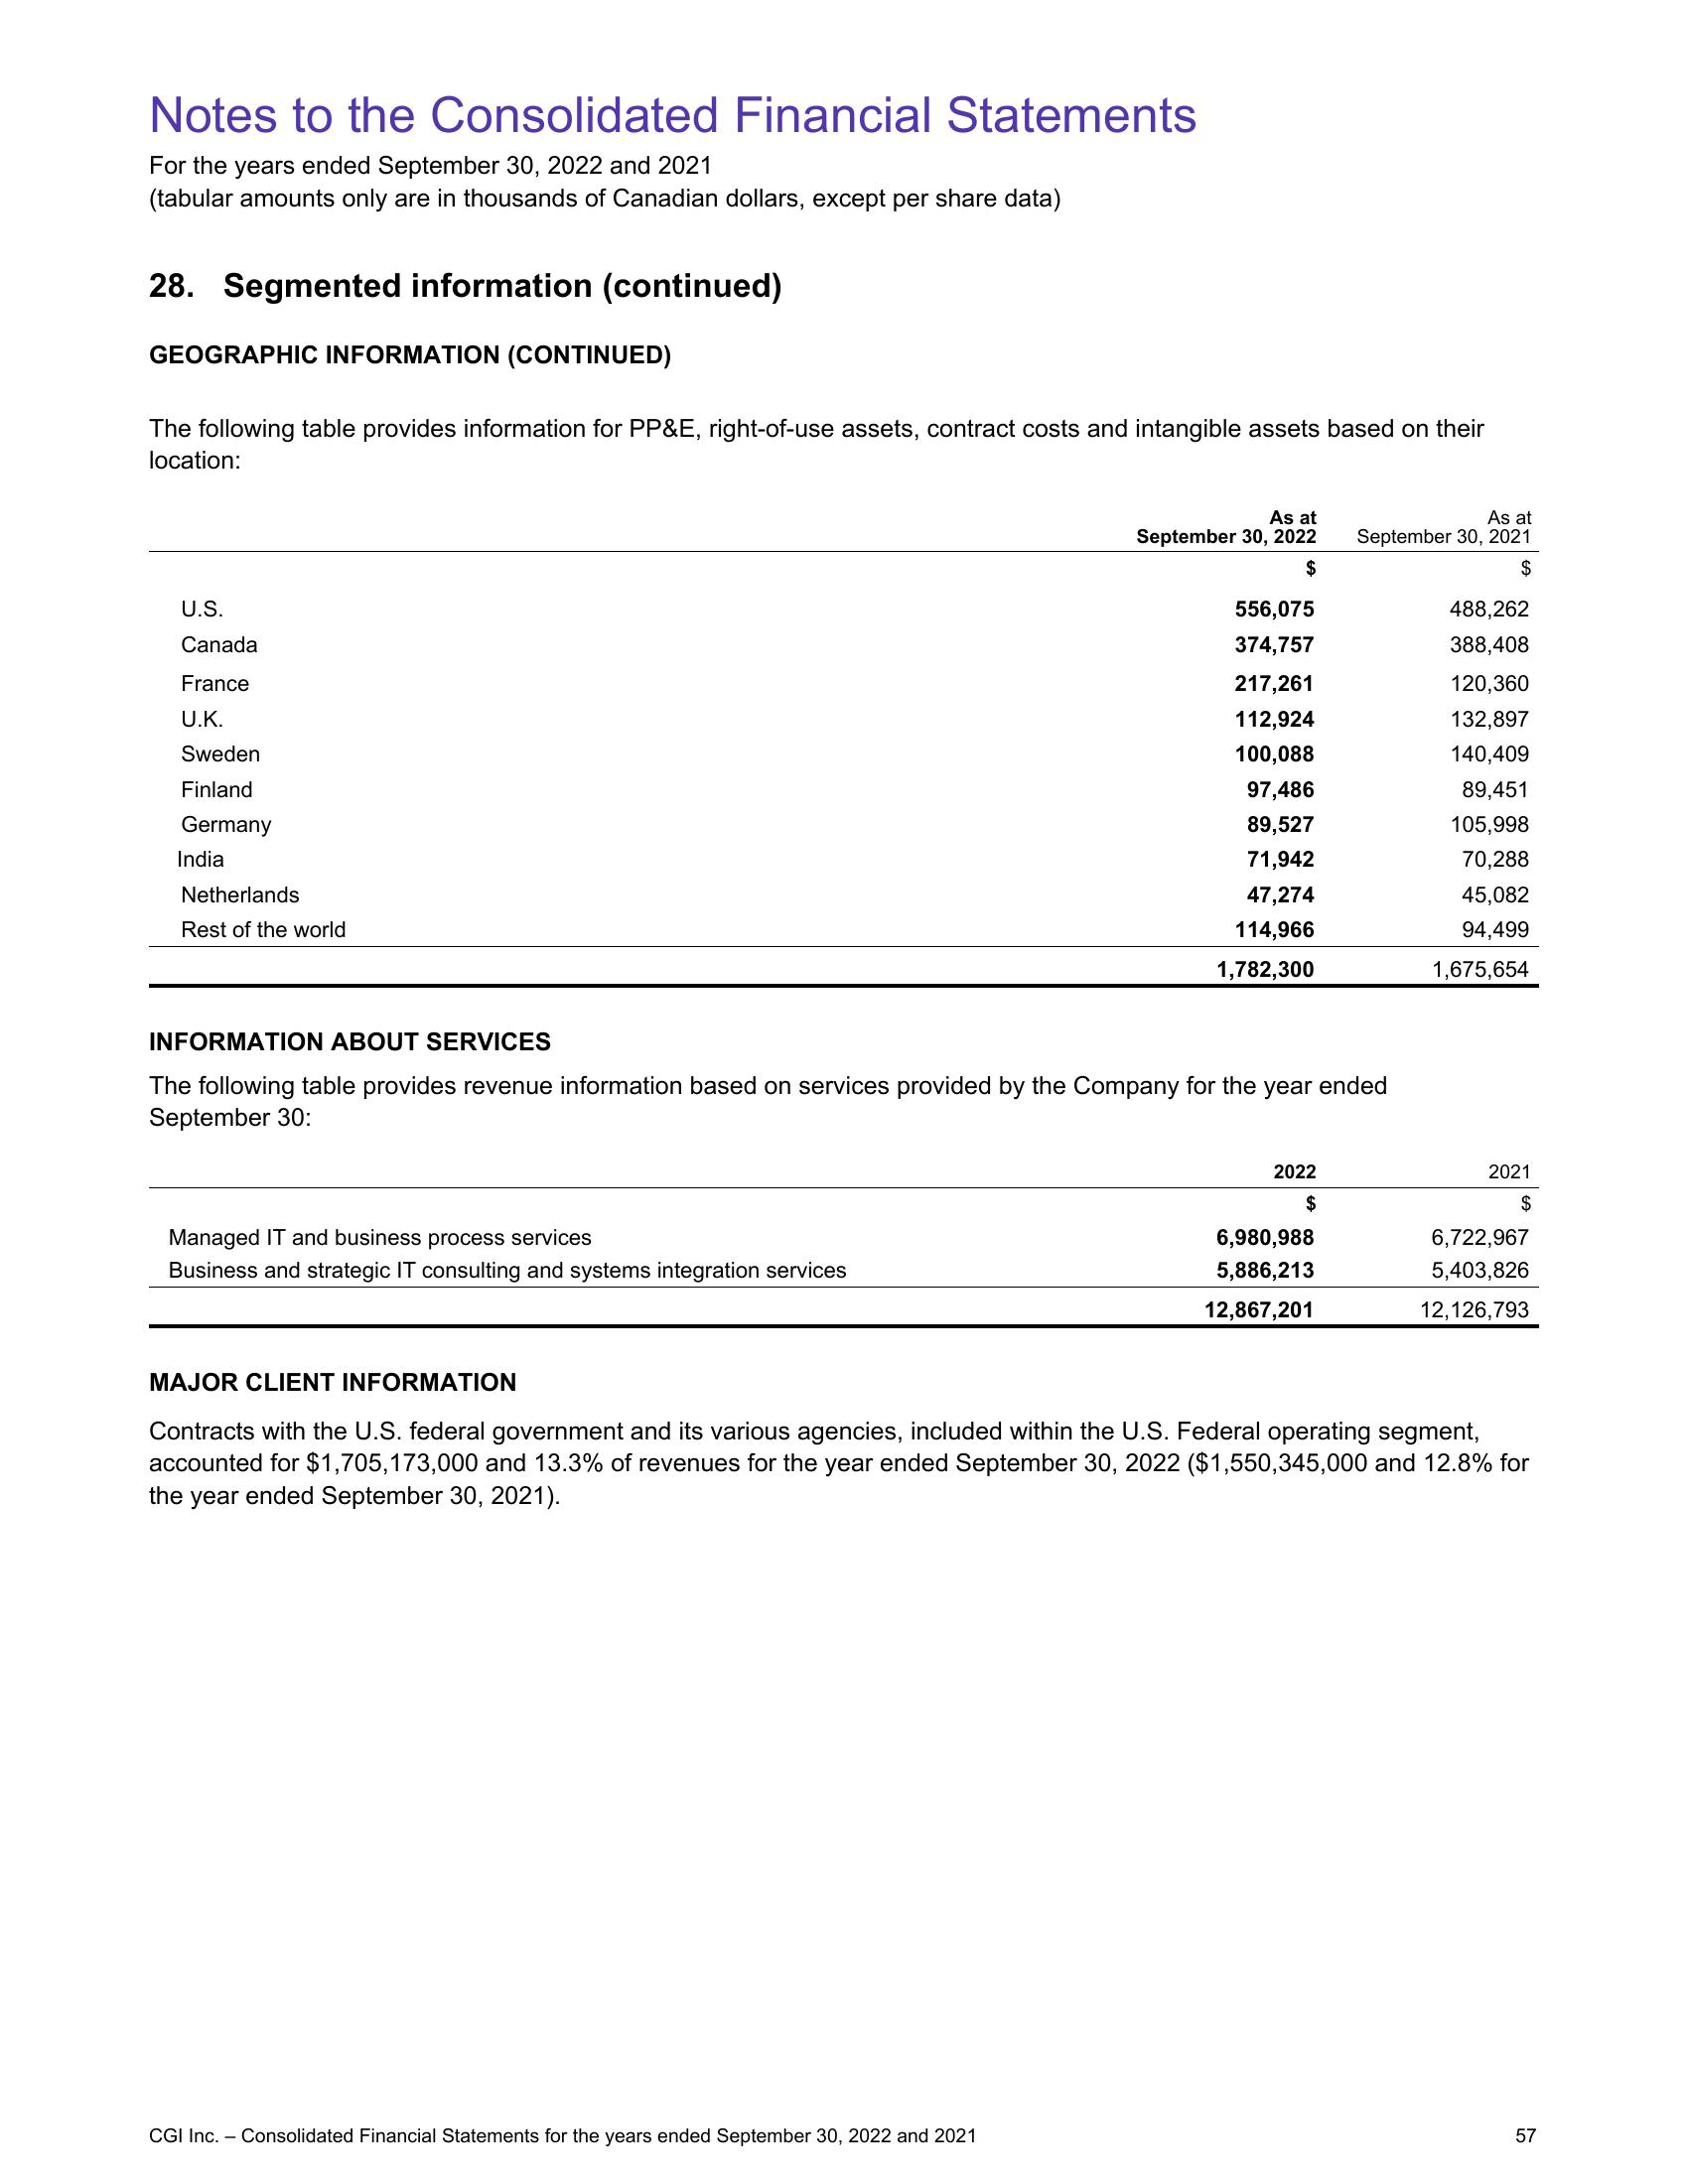 Notes to the Consolidated Financial Statements
For the years ended September 30, 2022 and 2021
(tabular amounts only are in thousands of Canadian dollars, except per share data)
28. Segmented information (continued)
GEOGRAPHIC INFORMATION (CONTINUED)
The following table provides information for PP&E, right-of-use assets, contract costs and intangible assets based on their
location:
As at As at
September 30, 2022 September 30, 2021
$ $
U.S. 556,075 488,262
Canada 374,757 388,408
France 217,261 120,360
U.K. 112,924 132,897
Sweden 100,088 140,409
Finland 97,486 89,451
Germany 89,527 105,998
India 71,942 70,288
Netherlands 47,274 45,082
Rest of the world 114,966 94,499
1,782,300 1,675,654
INFORMATION ABOUT SERVICES
The following table provides revenue information based on services provided by the Company for the year ended
September 30:
2022 2021
$ $
Managed IT and business process services 6,980,988 6,722,967
Business and strategic IT consulting and systems integration services 5,886,213 5,403,826
12,867,201 12,126,793
MAJOR CLIENT INFORMATION
Contracts with the U.S. federal government and its various agencies, included within the U.S. Federal operating segment,
accounted for $1,705,173,000 and 13.3% of revenues for the year ended September 30, 2022 ($1,550,345,000 and 12.8% for
the year ended September 30, 2021).
CGI Inc. – Consolidated Financial Statements for the years ended September 30, 2022 and 2021 57